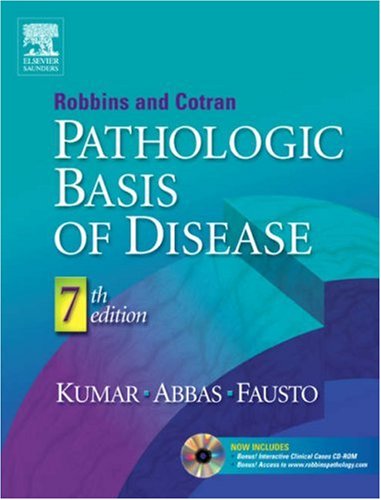 ELSEVIER
SAUNDERS
Robbins and Cotran
PATHOLOGIC
BASIS
OF DISEASE
7th
edition
KUMAR ▪ ABBAS ▪ FAUSTO
NOW INCLUDES
• Bonus! Interactive Clinical Cases CD-ROM
• Bonus! Access to www.robbinspathology.com